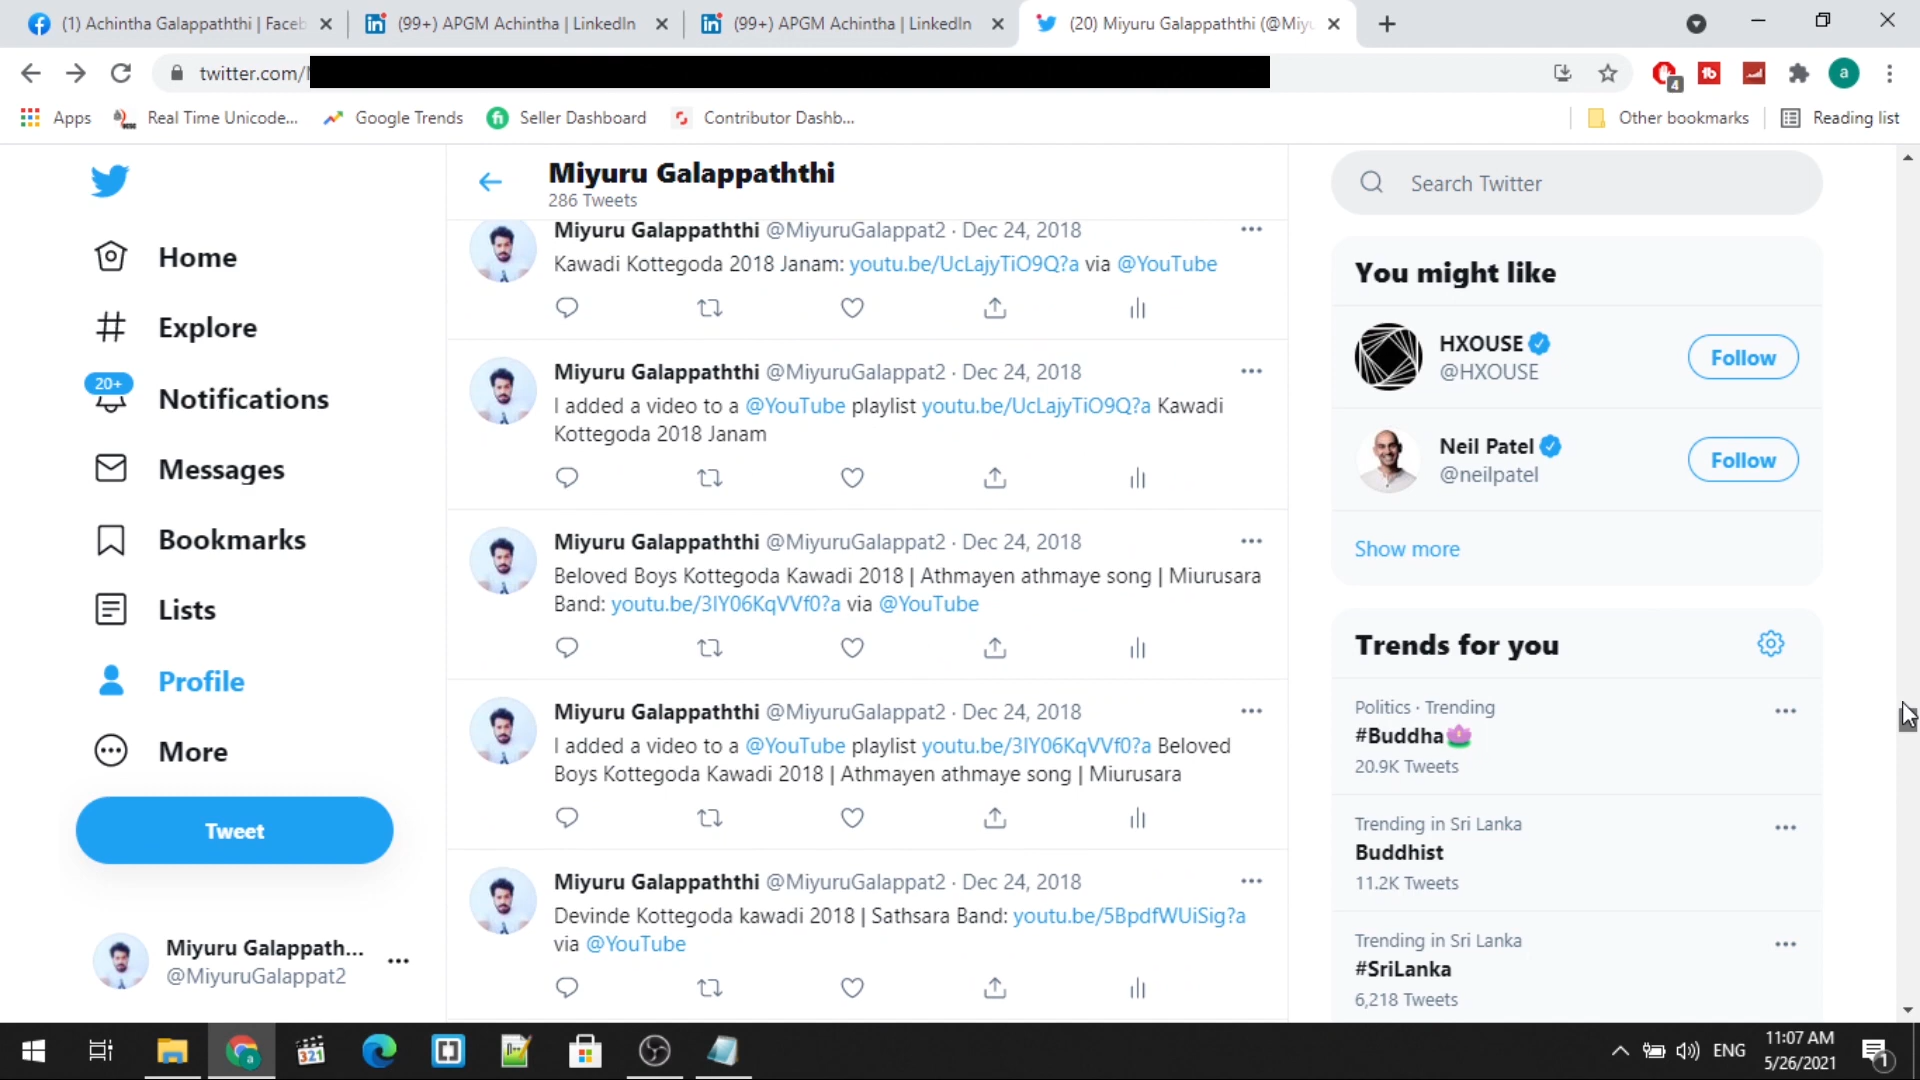 (1) Achintha Galappaththi | Faceb
(99+) APGM Achintha | LinkedIn
(99+) APGM Achintha | LinkedIn
(20) Miyuru Galappaththi (@Miyu
twitter.com/
4
a
Apps
Real Time Unicode...
Google Trends
Seller Dashboard
Contributor Dashb...
Other bookmarks
Reading list
Home
Explore
20+
Notifications
Messages
Bookmarks
Lists
Profile
More
Tweet
Miyuru Galappath...
@MiyuruGalappat2
Miyuru Galappaththi
286 Tweets
Miyuru Galappaththi @MiyuruGalappat2 · Dec 24, 2018
Kawadi Kottegoda 2018 Janam: youtu.be/UcLajyTiO9Q?a via @YouTube
Miyuru Galappaththi @MiyuruGalappat2 · Dec 24, 2018
I added a video to a @YouTube playlist youtu.be/UcLajyTiO9Q?a Kawadi
Kottegoda 2018 Janam
Miyuru Galappaththi @MiyuruGalappat2 · Dec 24, 2018
Beloved Boys Kottegoda Kawadi 2018 | Athmayen athmaye song | Miurusara
Band: youtu.be/3IY06KqVVf0?a via @YouTube
Miyuru Galappaththi @MiyuruGalappat2 · Dec 24, 2018
I added a video to a @YouTube playlist youtu.be/3IY06KqVVf0?a Beloved
Boys Kottegoda Kawadi 2018 | Athmayen athmaye song | Miurusara
Miyuru Galappaththi @MiyuruGalappat2 · Dec 24, 2018
Devinde Kottegoda kawadi 2018 | Sathsara Band: youtu.be/5BpdfWUiSig?a
via @YouTube
Search Twitter
You might like
HXOUSE
@HXOUSE
Follow
Neil Patel
@neilpatel
Follow
Show more
Trends for you
Politics · Trending
#Buddha🪷
20.9K Tweets
Trending in Sri Lanka
Buddhist
11.2K Tweets
Trending in Sri Lanka
#SriLanka
6,218 Tweets
321
ENG
11:07 AM
5/26/2021
1